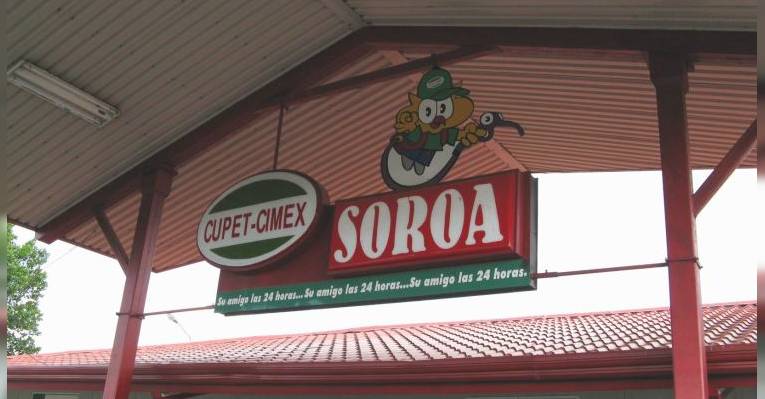 CUPET-CIMEX
SOROA
Su amigo las 24 horas...Su amigo las 24 horas...Su amigo las 24 horas.